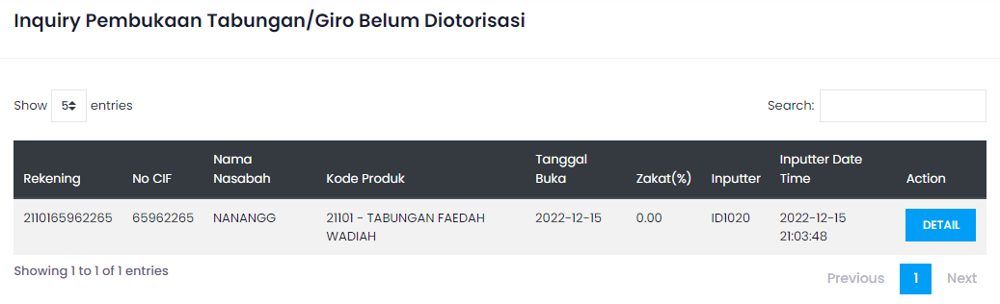 Inquiry Pembukaan Tabungan/Giro Belum Diotorisasi
Show 5 entries
Search:
Rekening No CIF Nama Nasabah Kode Produk Tanggal Buka Zakat(%) Inputter Inputter Date Time Action
2110165962265 65962265 NANANGG 21101 - TABUNGAN FAEDAH WADIAH 2022-12-15 0.00 ID1020 2022-12-15 21:03:48 DETAIL
Showing 1 to 1 of 1 entries
Previous 1 Next